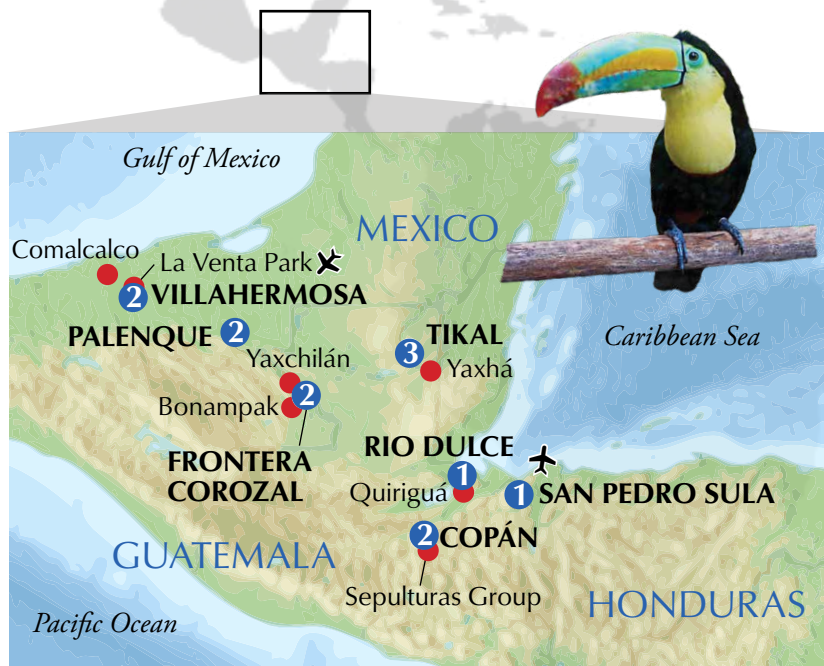 Gulf of Mexico
MEXICO
Comalcalco
La Venta Park
2 VILLAHERMOSA
PALENQUE 2
TIKAL
3
Caribbean Sea
Yaxchilán
Yaxhá
2
Bonampak
RIO DULCE
FRONTERA
COROZAL
1
Quiriguá
1 SAN PEDRO SULA
2 COPÁN
GUATEMALA
Sepulturas Group
HONDURAS
Pacific Ocean